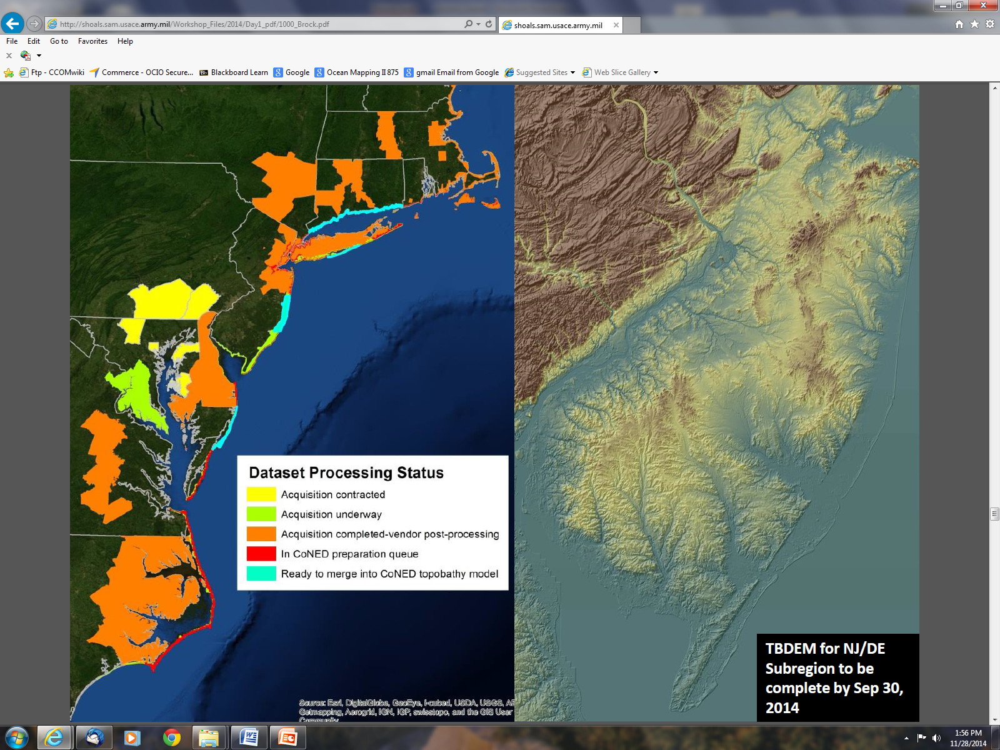 http://shoals.sam.usace.army.mil/Workshop_Files/2014/Day1_pdf/1000_Brock.pdf
shoals.sam.usace.army.mil
File Edit Go to Favorites Help
Ftp - CCOMwiki Commerce - OCIO Secure... Bb Blackboard Learn Google Ocean Mapping II 875 gmail Email from Google Suggested Sites Web Slice Gallery
Dataset Processing Status
Acquisition contracted
Acquisition underway
Acquisition completed-vendor post-processing
In CoNED preparation queue
Ready to merge into CoNED topobathy model
Source: Esri, DigitalGlobe, GeoEye, i-cubed, USDA, USGS, AE
Getmapping, Aerogrid, IGN, IGP, swisstopo, and the GIS User
Community
TBDEM for NJ/DE
Subregion to be
complete by Sep 30,
2014
1:56 PM
11/28/2014